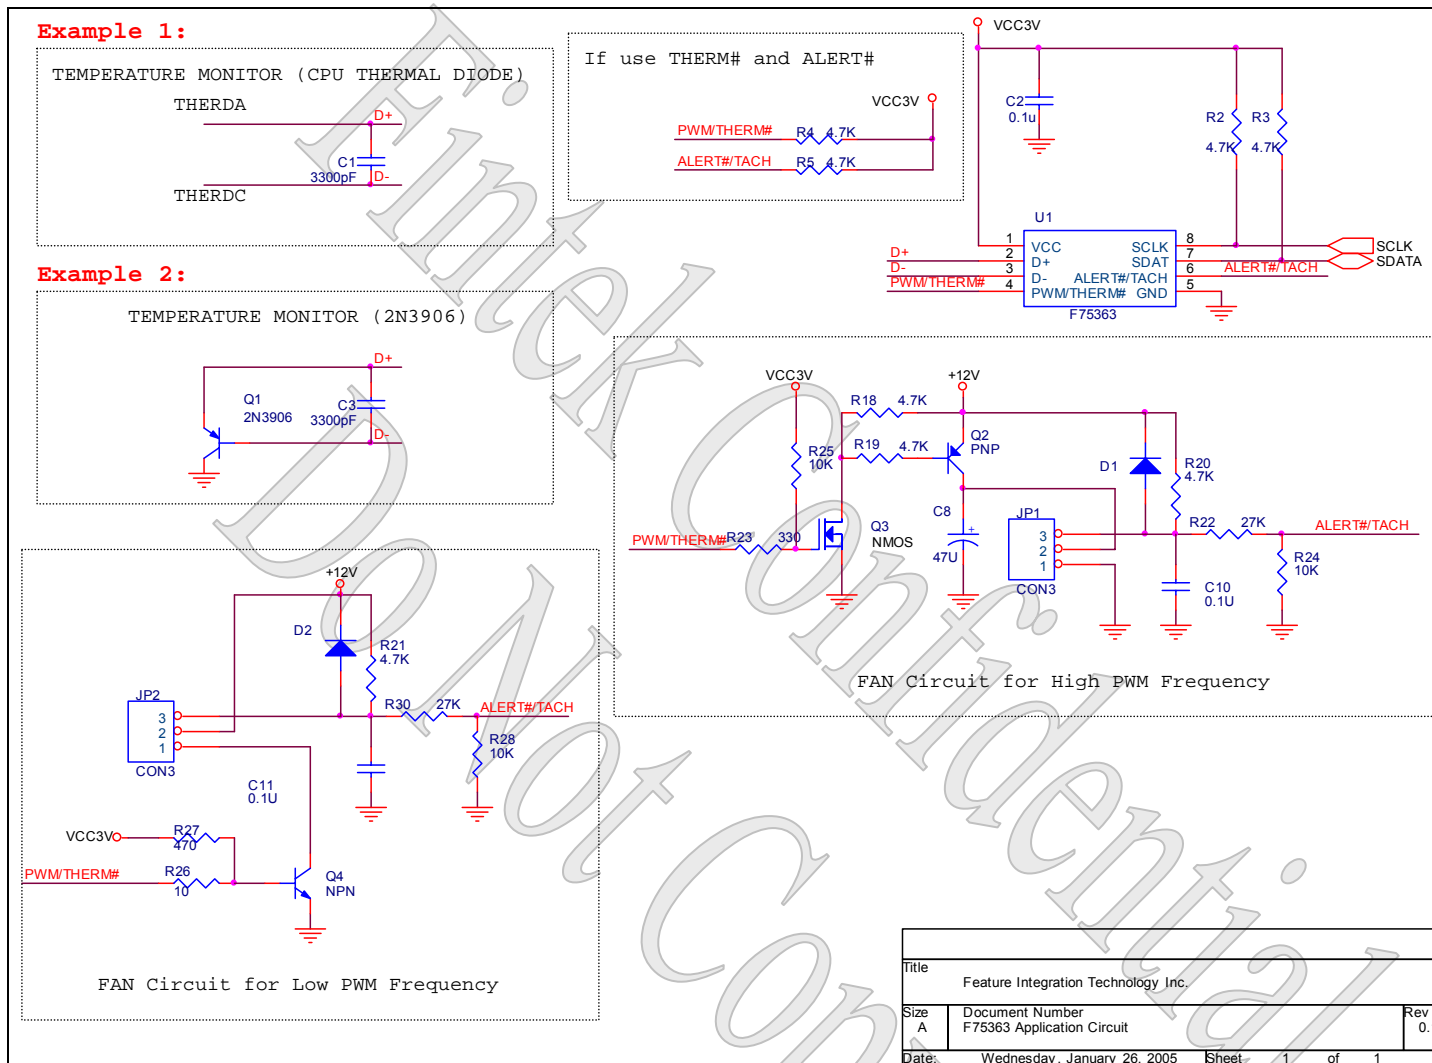 Example 1:
TEMPERATURE MONITOR (CPU THERMAL DIODE)
THERDA
D+
C1
3300pF
D-
THERDC
If use THERM# and ALERT#
VCC3V
PWM/THERM#
R4 4.7K
ALERT#/TACH
R5 4.7K
VCC3V
C2
0.1u
R2
4.7K
R3
4.7K
U1
1 VCC
2 D+
3 D-
4 PWM/THERM#
SCLK 8
SDAT 7
ALERT#/TACH 6
GND 5
F75363
D+
D-
PWM/THERM#
SCLK
SDATA
ALERT#/TACH
Example 2:
TEMPERATURE MONITOR (2N3906)
D+
Q1
2N3906
C3
3300pF
D-
VCC3V
+12V
R18 4.7K
R19 4.7K
R25
10K
Q2
PNP
D1
R20
4.7K
C8
+
47U
JP1
3
2
1
CON3
R22 27K
ALERT#/TACH
R24
10K
C10
0.1U
PWM/THERM#
R23 330
Q3
NMOS
FAN Circuit for High PWM Frequency
+12V
D2
R21
4.7K
JP2
3
2
1
CON3
R30 27K
ALERT#/TACH
R28
10K
C11
0.1U
VCC3V
R27
470
PWM/THERM#
R26
10
Q4
NPN
FAN Circuit for Low PWM Frequency
Title
Feature Integration Technology Inc.
Size
A
Document Number
F75363 Application Circuit
Rev
0.
Date: Wednesday, January 26, 2005
Sheet 1 of 1
Fintek Confidential
Do Not Co